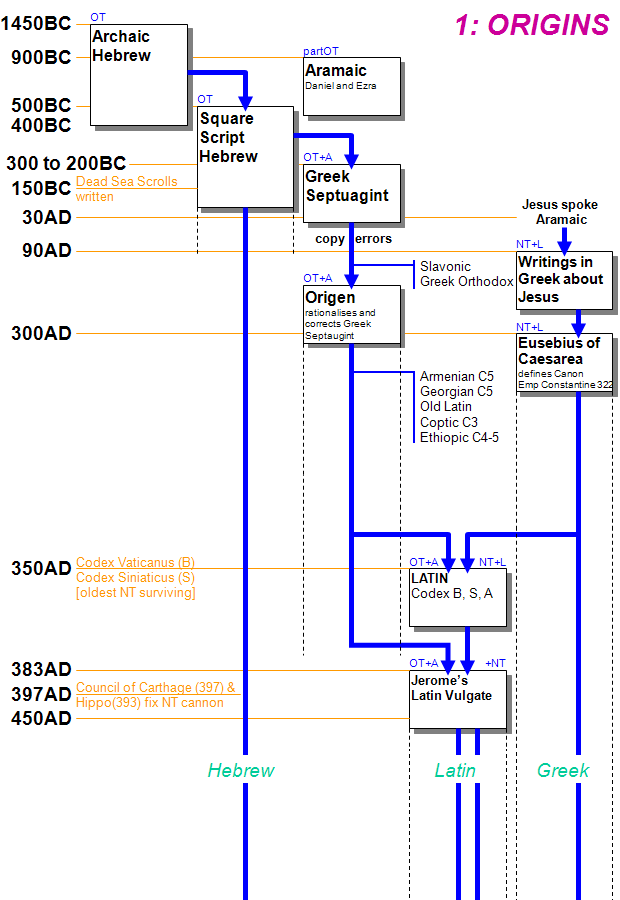 1: ORIGINS
1450BC
OT
Archaic
Hebrew
900BC
partOT
Aramaic
Daniel and Ezra
500BC
OT
400BC
Square
Script
Hebrew
300 to 200BC
OT+A
Greek
Septuagint
150BC
Dead Sea Scrolls
written
30AD
Jesus spoke
Aramaic
copy errors
90AD
NT+L
Writings in
Greek about
Jesus
Slavonic
Greek Orthodox
OT+A
Origen
rationalises and
corrects Greek
Septaugint
300AD
NT+L
Eusebius of
Caesarea
defines Canon
Emp Constantine 322
Armenian C5
Georgian C5
Old Latin
Coptic C3
Ethiopic C4-5
350AD
Codex Vaticanus (B)
Codex Siniaticus (S)
[oldest NT surviving]
OT+A
NT+L
LATIN
Codex B, S, A
383AD
OT+A
+NT
Jerome's
Latin Vulgate
397AD
Council of Carthage (397) &
Hippo(393) fix NT cannon
450AD
Hebrew
Latin
Greek